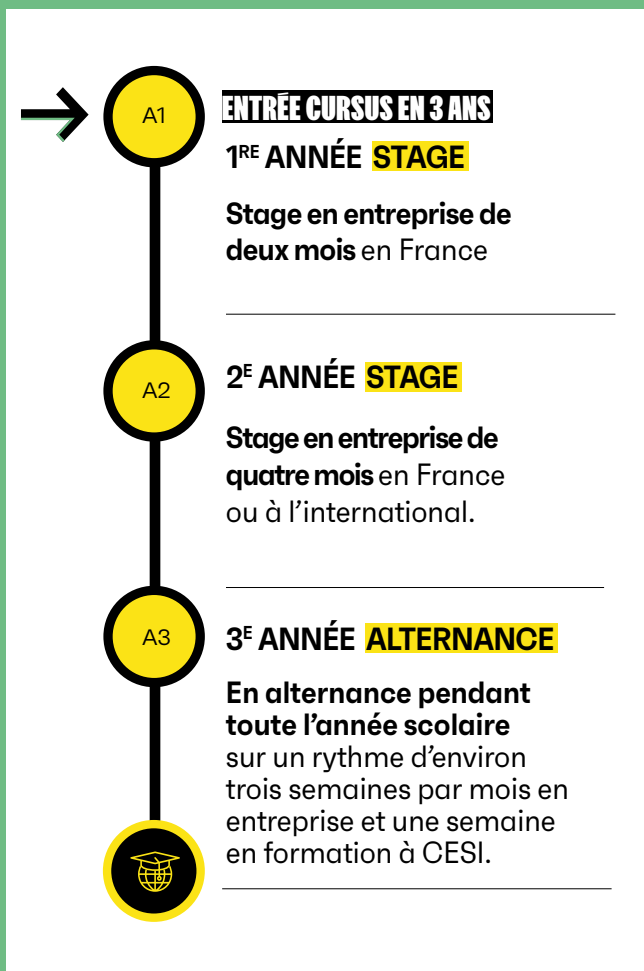 A1
ENTRÉE CURSUS EN 3 ANS
1RE ANNÉE STAGE
Stage en entreprise de
deux mois en France
A2
2E ANNÉE STAGE
Stage en entreprise de
quatre mois en France
ou à l’international.
A3
3E ANNÉE ALTERNANCE
En alternance pendant
toute l’année scolaire
sur un rythme d’environ
trois semaines par mois en
entreprise et une semaine
en formation à CESI.